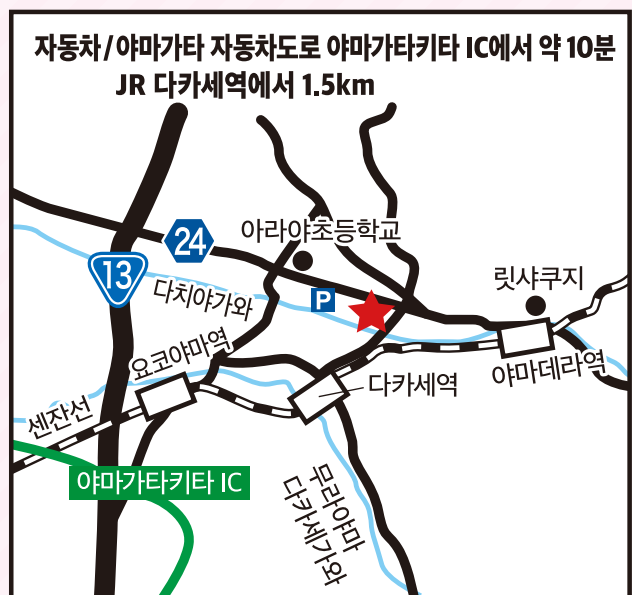 자동차/야마가타 자동차도로 야마가타키타 IC에서 약 10분
JR 다카세역에서 1.5km
24
아라야초등학교
13
다치야가와
P
릿샤쿠지
요코야마역
야마데라역
다카세역
센잔선
야마가타키타 IC
무라야마
다카세가와